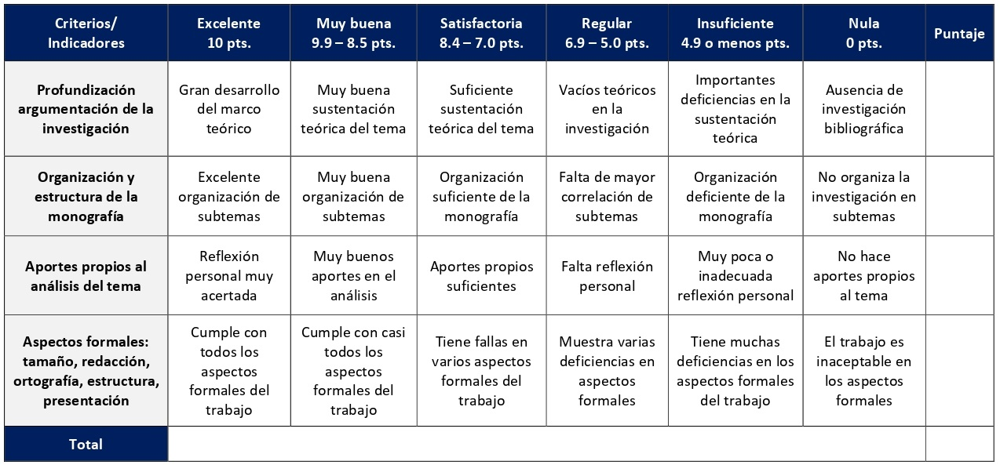 Criterios/
Indicadores
Excelente
10 pts.
Muy buena
9.9 – 8.5 pts.
Satisfactoria
8.4 – 7.0 pts.
Regular
6.9 – 5.0 pts.
Insuficiente
4.9 o menos pts.
Nula
0 pts.
Puntaje
Profundización
argumentación de la
investigación
Gran desarrollo
del marco
teórico
Muy buena
sustentación
teórica del tema
Suficiente
sustentación
teórica del tema
Vacíos teóricos
en la
investigación
Importantes
deficiencias en la
sustentación
teórica
Ausencia de
investigación
bibliográfica
Organización y
estructura de la
monografía
Excelente
organización de
subtemas
Muy buena
organización de
subtemas
Organización
suficiente de la
monografía
Falta de mayor
correlación de
subtemas
Organización
deficiente de la
monografía
No organiza la
investigación en
subtemas
Aportes propios al
análisis del tema
Reflexión
personal muy
acertada
Muy buenos
aportes en el
análisis
Aportes propios
suficientes
Falta reflexión
personal
Muy poca o
inadecuada
reflexión personal
No hace
aportes propios
al tema
Aspectos formales:
tamaño, redacción,
ortografía, estructura,
presentación
Cumple con
todos los
aspectos
formales del
trabajo
Cumple con casi
todos los
aspectos
formales del
trabajo
Tiene fallas en
varios aspectos
formales del
trabajo
Muestra varias
deficiencias en
aspectos
formales
Tiene muchas
deficiencias en los
aspectos formales
del trabajo
El trabajo es
inaceptable en
los aspectos
formales
Total